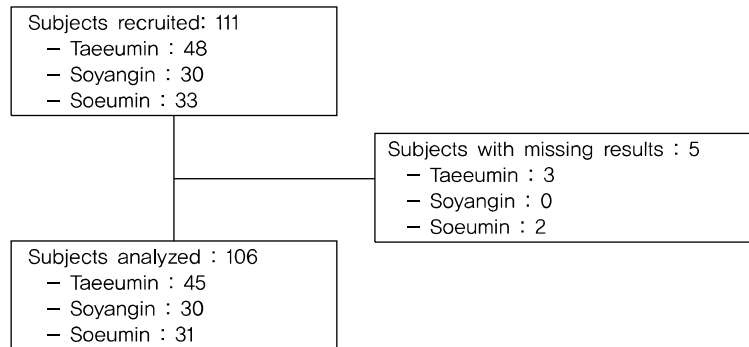 Subjects recruited: 111
– Taeeumin : 48
– Soyangin : 30
– Soeumin : 33
Subjects with missing results : 5
– Taeeumin : 3
– Soyangin : 0
– Soeumin : 2
Subjects analyzed : 106
– Taeeumin : 45
– Soyangin : 30
– Soeumin : 31